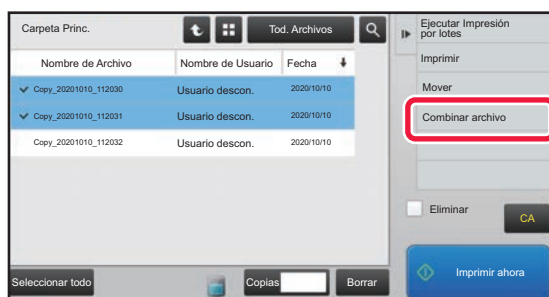 Carpeta Princ.
Tod. Archivos
Nombre de Archivo
Nombre de Usuario
Fecha
Copy_20201010_112030
Usuario descon.
2020/10/10
Copy_20201010_112031
Usuario descon.
2020/10/10
Copy_20201010_112032
Usuario descon.
2020/10/10
Seleccionar todo
Copias
Borrar
Ejecutar Impresión
por lotes
Imprimir
Mover
Combinar archivo
Eliminar
CA
Imprimir ahora